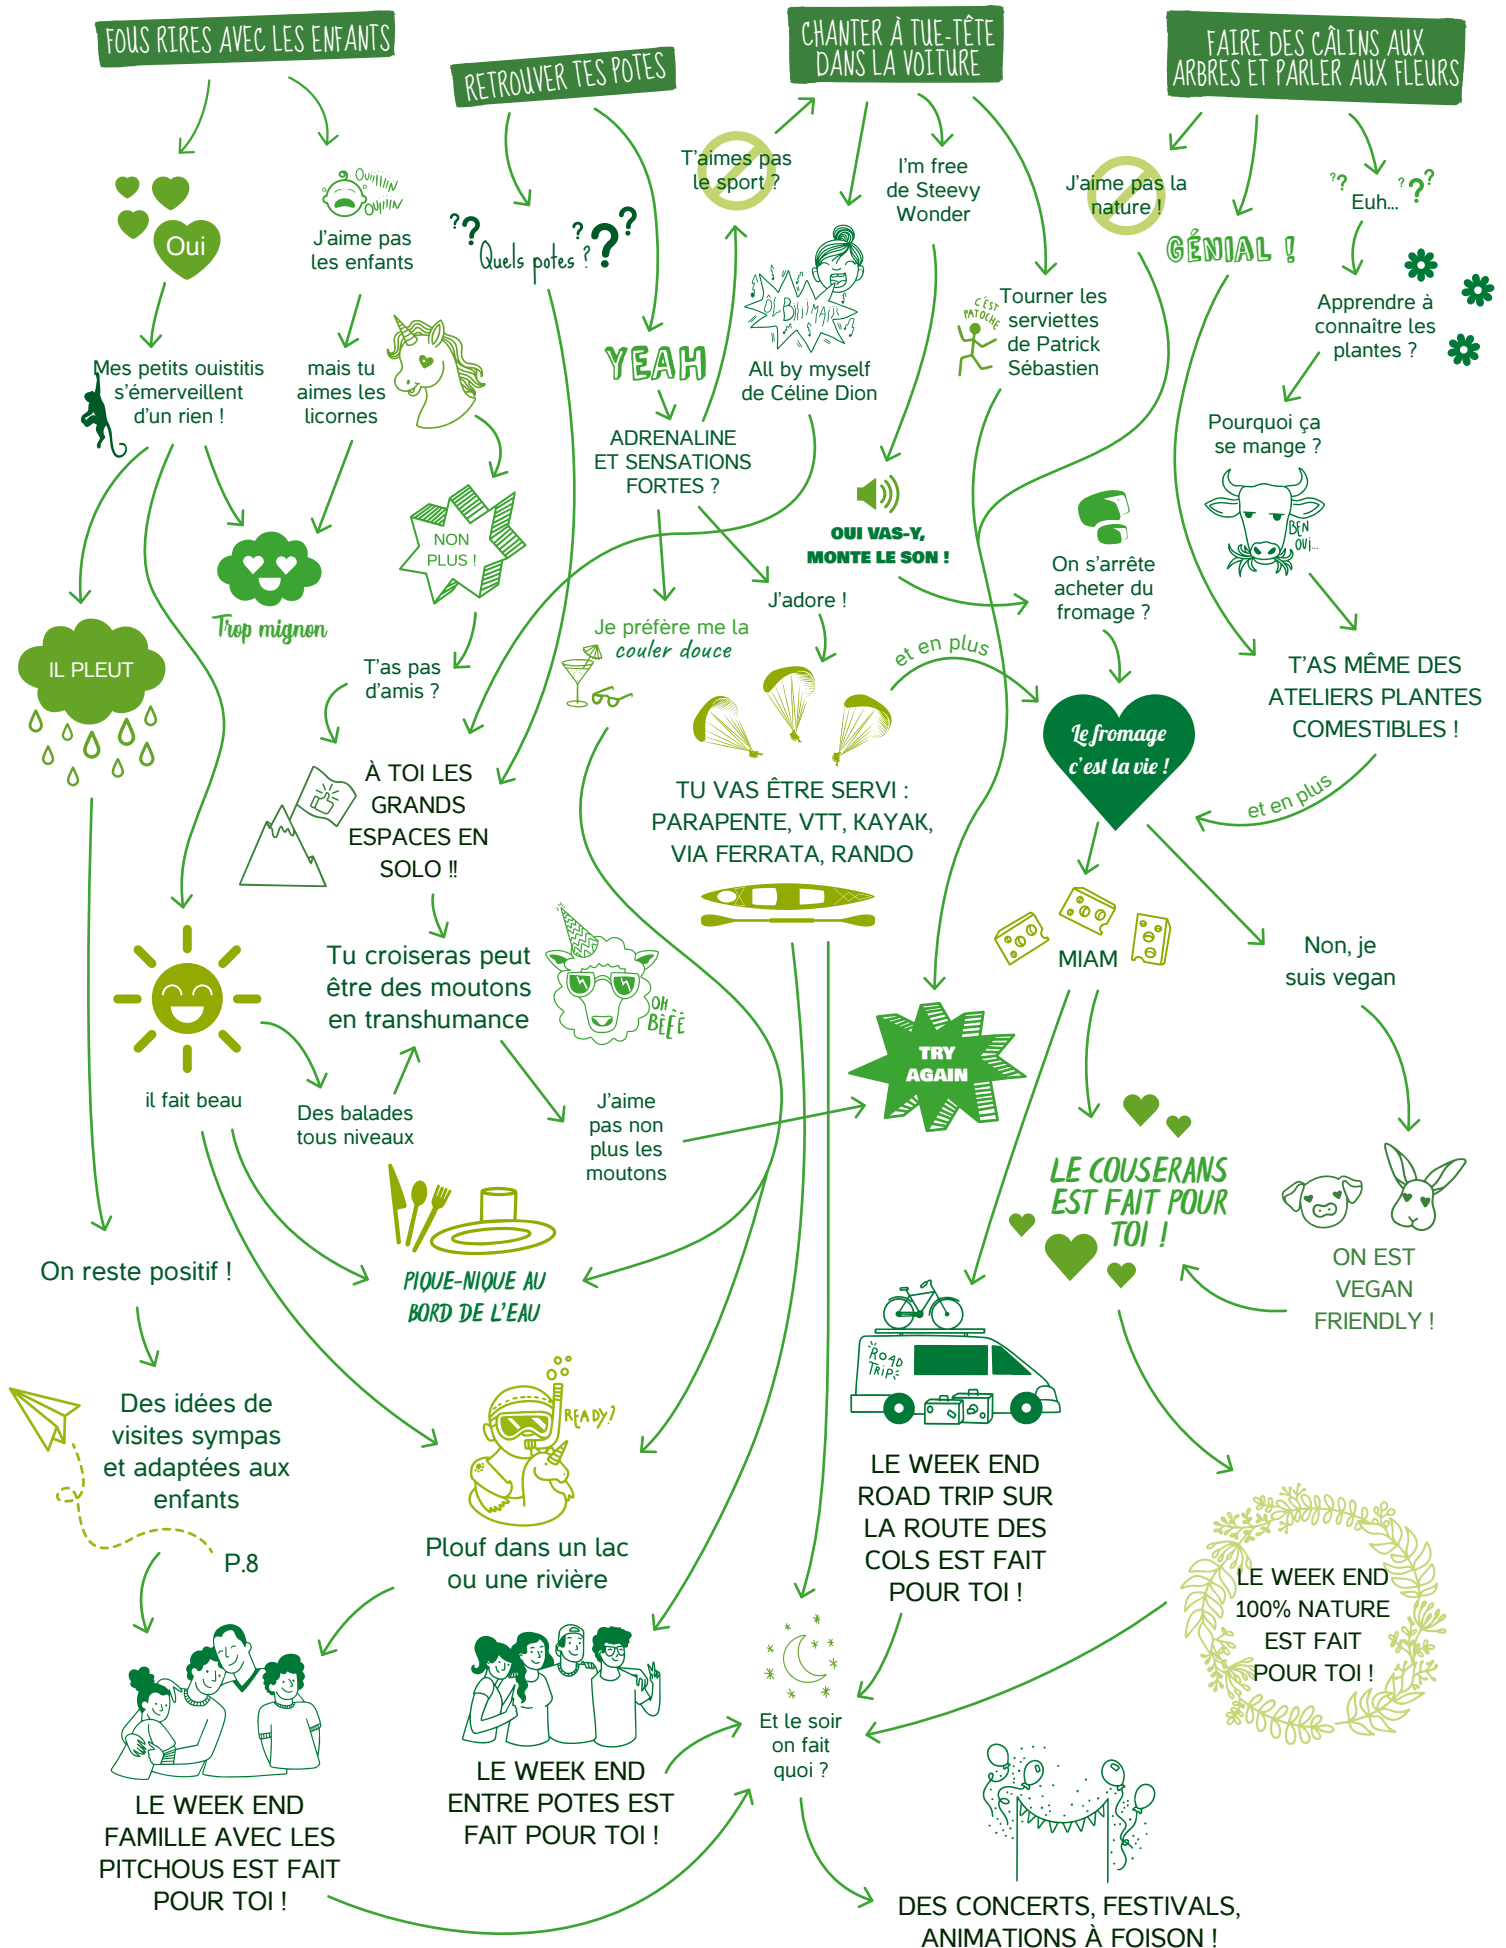 FOUS RIRES AVEC LES ENFANTS
RETROUVER TES POTES
CHANTER À TUE-TÊTE
DANS LA VOITURE
FAIRE DES CÂLINS AUX
ARBRES ET PARLER AUX FLEURS
Oui
OUIIIIIN
OUIIIIN
J'aime pas
les enfants
??
Quels potes ?
???
T'aimes pas
le sport ?
I'm free
de Steevy
Wonder
J'aime pas la
nature !
??
Euh...
???
GÉNIAL !
Mes petits ouistitis
s'émerveillent
d'un rien !
mais tu
aimes les
licornes
YEAH
All by myself
de Céline Dion
C'EST
PATOCHE
Tourner les
serviettes
de Patrick
Sébastien
Apprendre à
connaître les
plantes ?
ADRENALINE
ET SENSATIONS
FORTES ?
Pourquoi ça
se mange ?
BEN
OUI...
NON
PLUS !
OUI VAS-Y,
MONTE LE SON !
On s'arrête
acheter du
fromage ?
Trop mignon
J'adore !
Je préfère me la
couler douce
et en plus
IL PLEUT
T'as pas
d'amis ?
T'AS MÊME DES
ATELIERS PLANTES
COMESTIBLES !
Le fromage
c'est la vie !
et en plus
À TOI LES
GRANDS
ESPACES EN
SOLO !!
TU VAS ÊTRE SERVI :
PARAPENTE, VTT, KAYAK,
VIA FERRATA, RANDO
Tu croiseras peut
être des moutons
en transhumance
OH
BÊÊÊ
MIAM
Non, je
suis vegan
TRY
AGAIN
il fait beau
Des balades
tous niveaux
J'aime
pas non
plus les
moutons
LE COUSERANS
EST FAIT POUR
TOI !
On reste positif !
PIQUE-NIQUE AU
BORD DE L'EAU
ON EST
VEGAN
FRIENDLY !
ROAD
TRIP
Des idées de
visites sympas
et adaptées aux
enfants
P.8
READY?
Plouf dans un lac
ou une rivière
LE WEEK END
ROAD TRIP SUR
LA ROUTE DES
COLS EST FAIT
POUR TOI !
LE WEEK END
100% NATURE
EST FAIT
POUR TOI !
Et le soir
on fait
quoi ?
LE WEEK END
ENTRE POTES EST
FAIT POUR TOI !
LE WEEK END
FAMILLE AVEC LES
PITCHOUS EST FAIT
POUR TOI !
DES CONCERTS, FESTIVALS,
ANIMATIONS À FOISON !